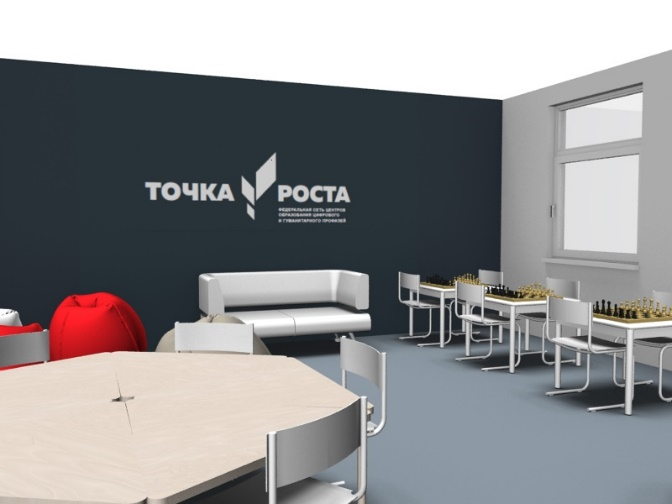 ТОЧКА РОСТА
ФЕДЕРАЛЬНАЯ СЕТЬ ЦЕНТРОВ
ОБРАЗОВАНИЯ ЦИФРОВОГО
И ГУМАНИТАРНОГО ПРОФИЛЕЙ